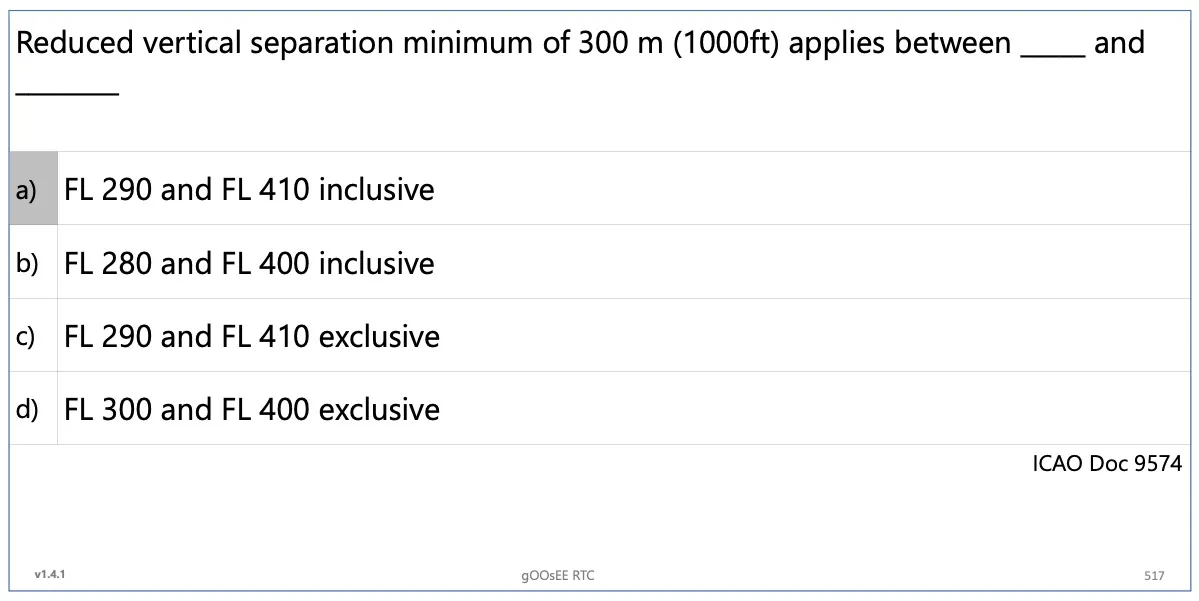 Reduced vertical separation minimum of 300 m (1000ft) applies between _____ and
________
a) FL 290 and FL 410 inclusive
b) FL 280 and FL 400 inclusive
c) FL 290 and FL 410 exclusive
d) FL 300 and FL 400 exclusive
ICAO Doc 9574
v1.4.1 gOOsEE RTC 517